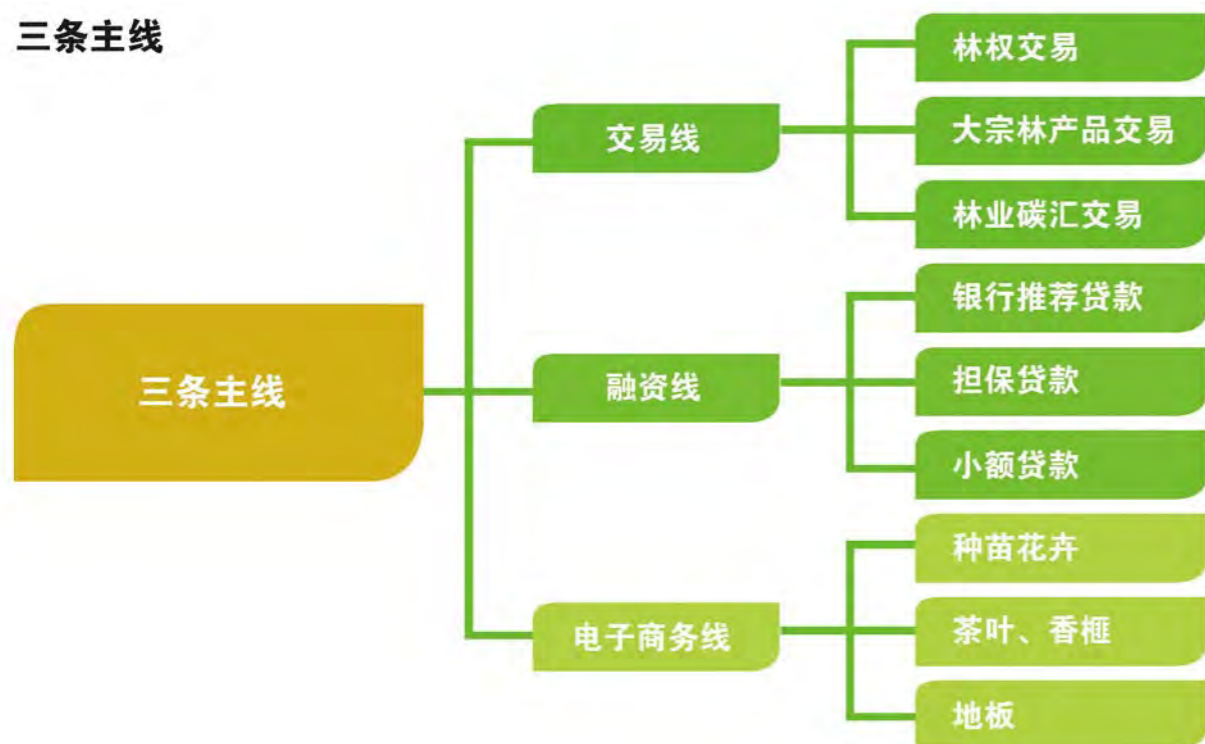 三条主线
三条主线
交易线
林权交易
大宗林产品交易
林业碳汇交易
融资线
银行推荐贷款
担保贷款
小额贷款
电子商务线
种苗花卉
茶叶、香榧
地板